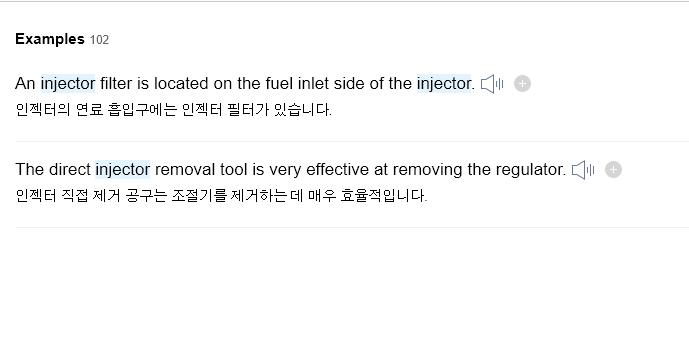 Examples 102
An injector filter is located on the fuel inlet side of the injector.
인젝터의 연료 흡입구에는 인젝터 필터가 있습니다.
The direct injector removal tool is very effective at removing the regulator.
인젝터 직접 제거 공구는 조절기를 제거하는 데 매우 효율적입니다.